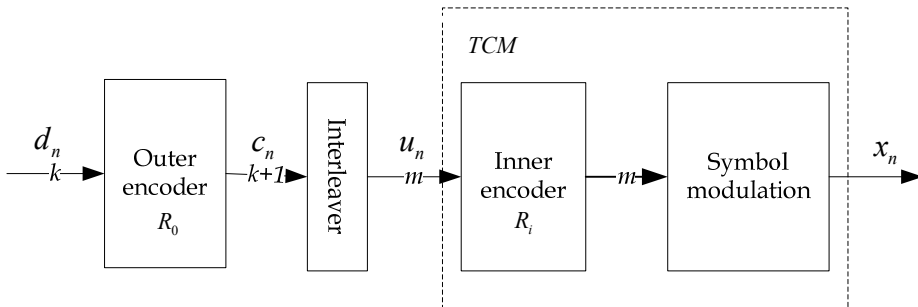 TCM
d_n
k
Outer
encoder
R_0
c_n
k+1
Interleaver
u_n
m
Inner
encoder
R_i
m
Symbol
modulation
x_n